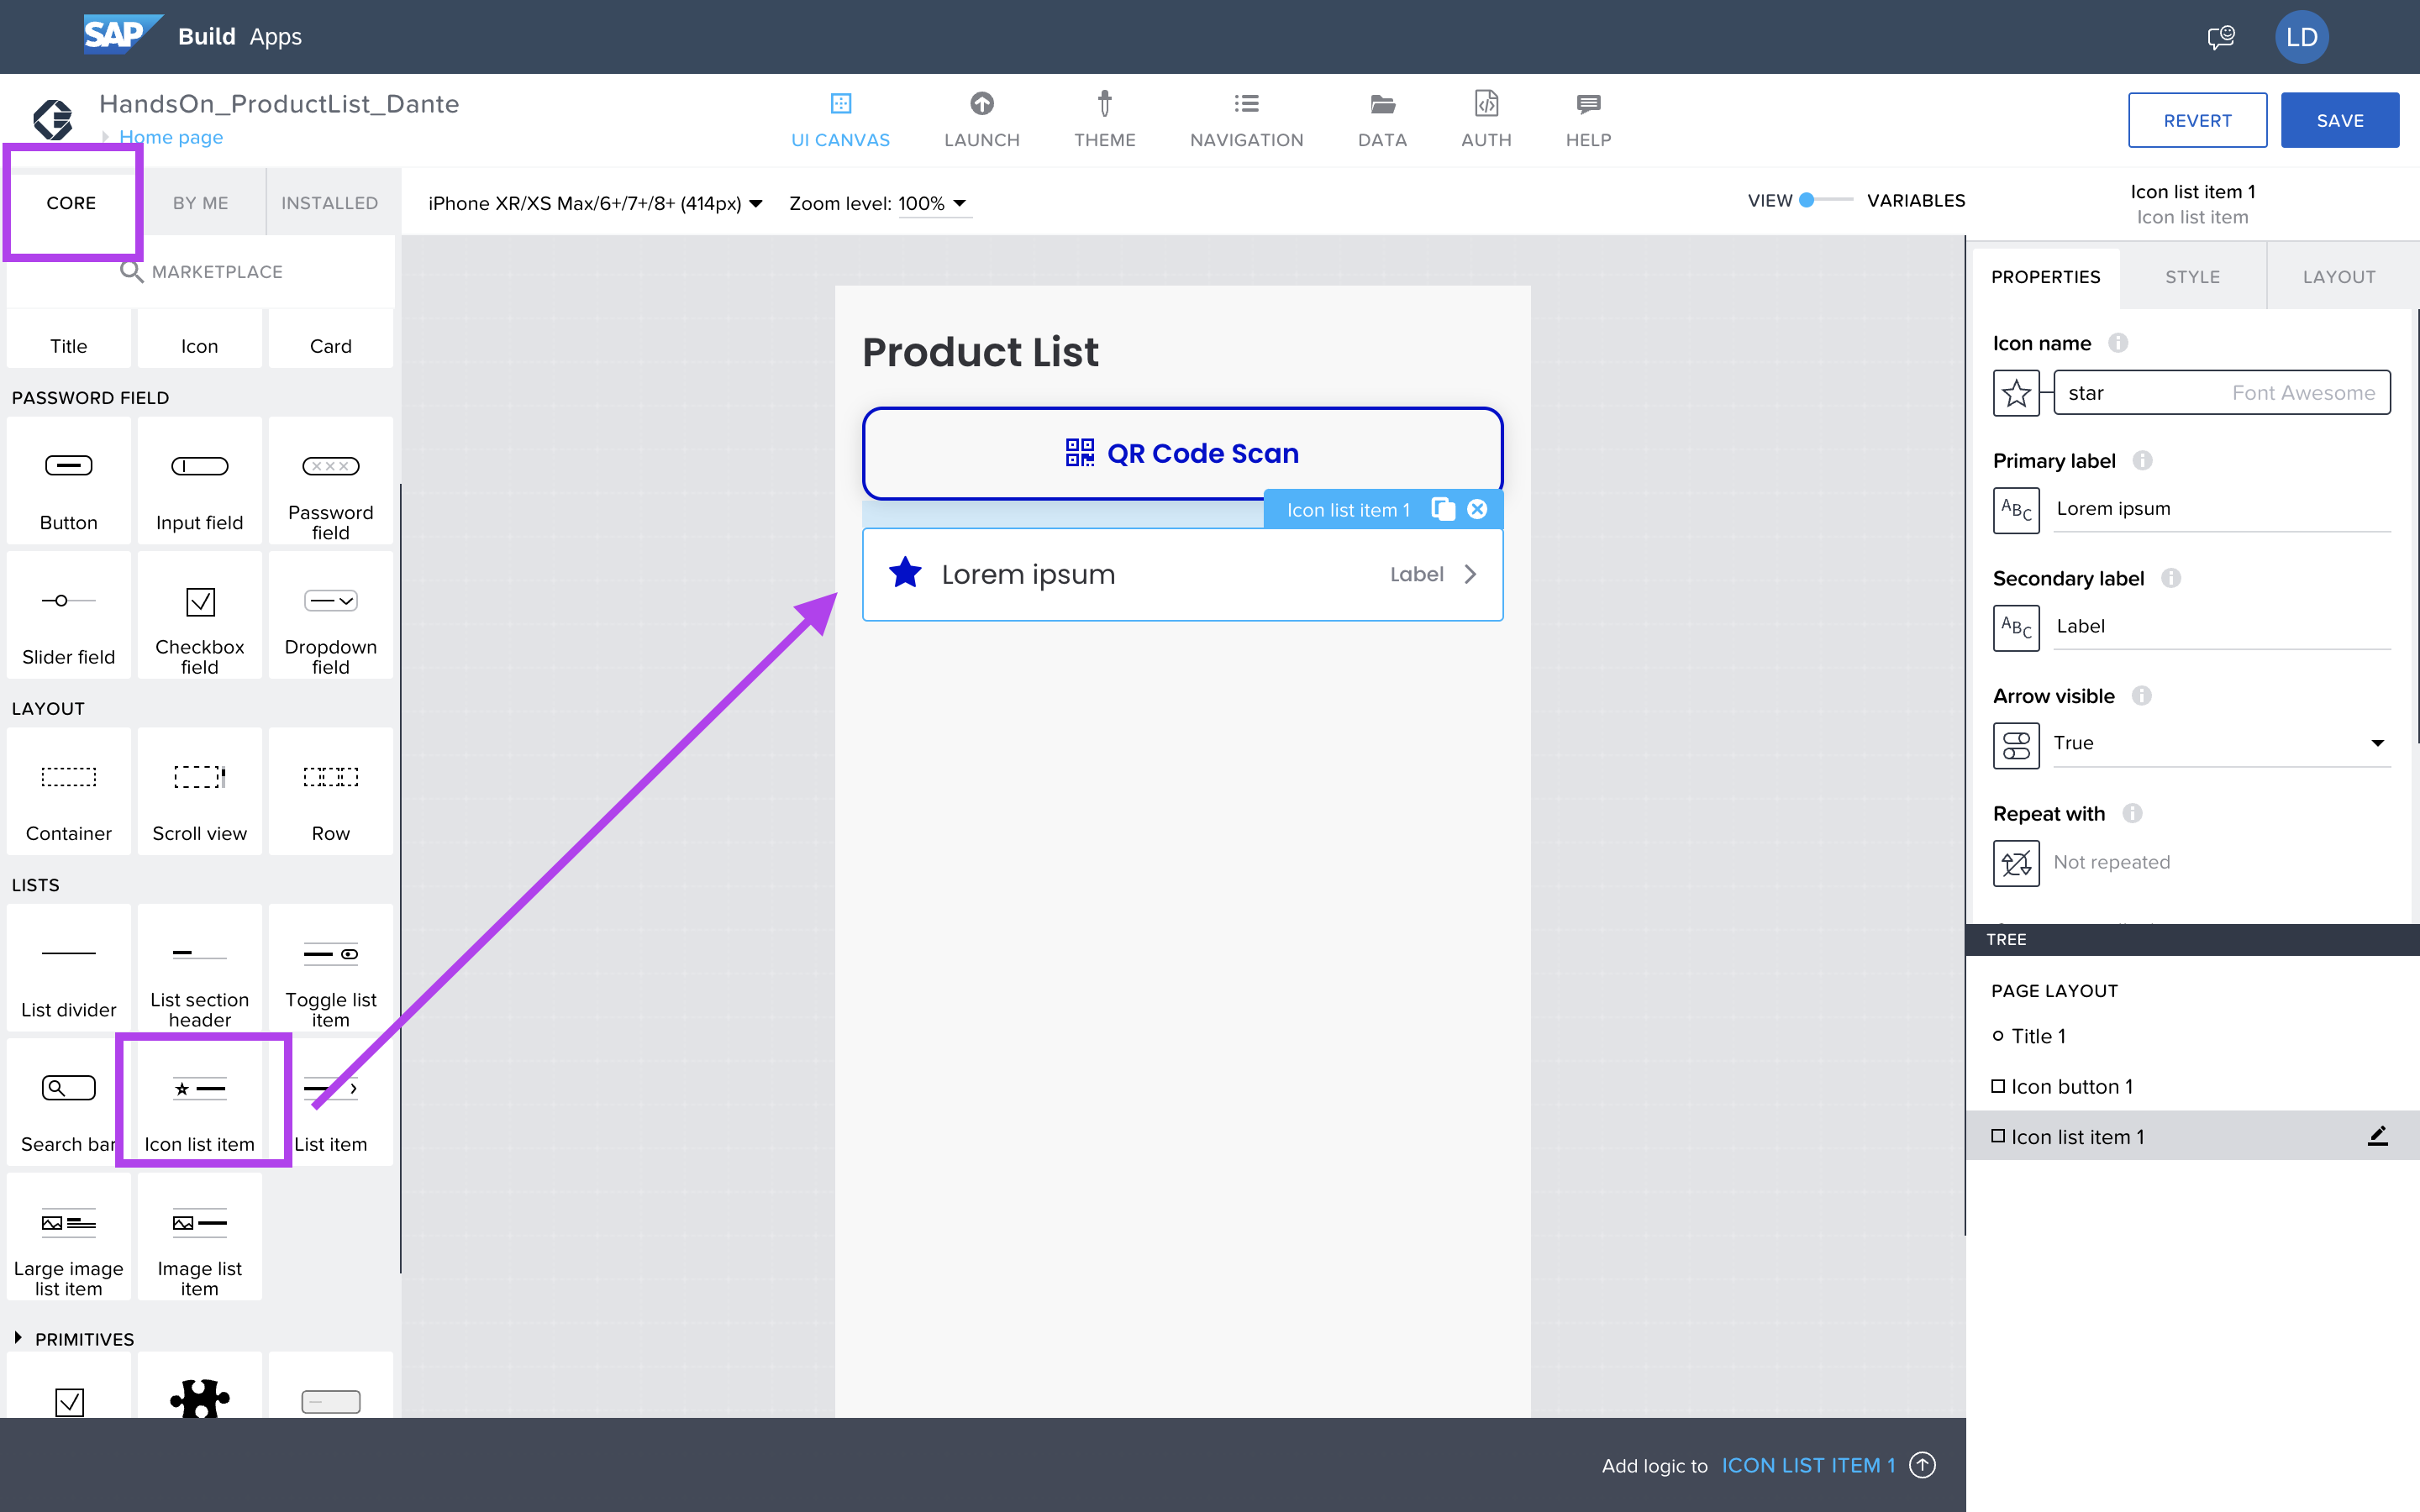 SAP Build Apps
LD
HandsOn_ProductList_Dante
Home page
UI CANVAS
LAUNCH
THEME
NAVIGATION
DATA
AUTH
HELP
REVERT
SAVE
CORE
BY ME
INSTALLED
MARKETPLACE
Title
Icon
Card
PASSWORD FIELD
Button
Input field
Password
field
Slider field
Checkbox
field
Dropdown
field
LAYOUT
Container
Scroll view
Row
LISTS
List divider
List section
header
Toggle list
item
Search bar
Icon list item
List item
Large image
list item
Image list
item
PRIMITIVES
iPhone XR/XS Max/6+/7+/8+ (414px)
Zoom level: 100%
VIEW
VARIABLES
Product List
QR Code Scan
Icon list item 1
Lorem ipsum
Label
Add logic to ICON LIST ITEM 1
Icon list item 1
Icon list item
PROPERTIES
STYLE
LAYOUT
Icon name
star
Font Awesome
Primary label
ABC
Lorem ipsum
Secondary label
ABC
Label
Arrow visible
True
Repeat with
Not repeated
TREE
PAGE LAYOUT
Title 1
Icon button 1
Icon list item 1